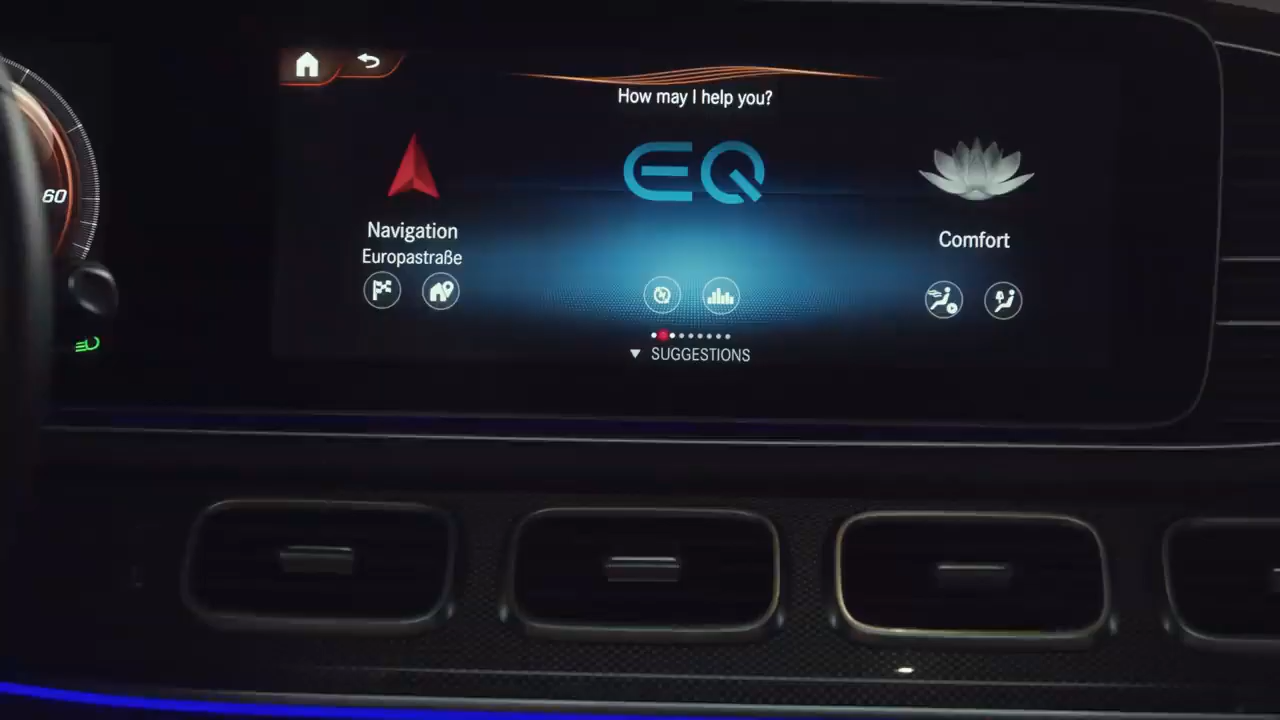 How may I help you?
60
EQ
Navigation
Europastraße
Comfort
SUGGESTIONS